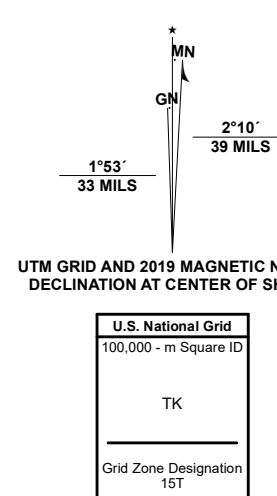 ★
MN
GN
2°10´
39 MILS
1°53´
33 MILS
UTM GRID AND 2019 MAGNETIC N
DECLINATION AT CENTER OF SH
U.S. National Grid
100,000 - m Square ID
TK
Grid Zone Designation
15T